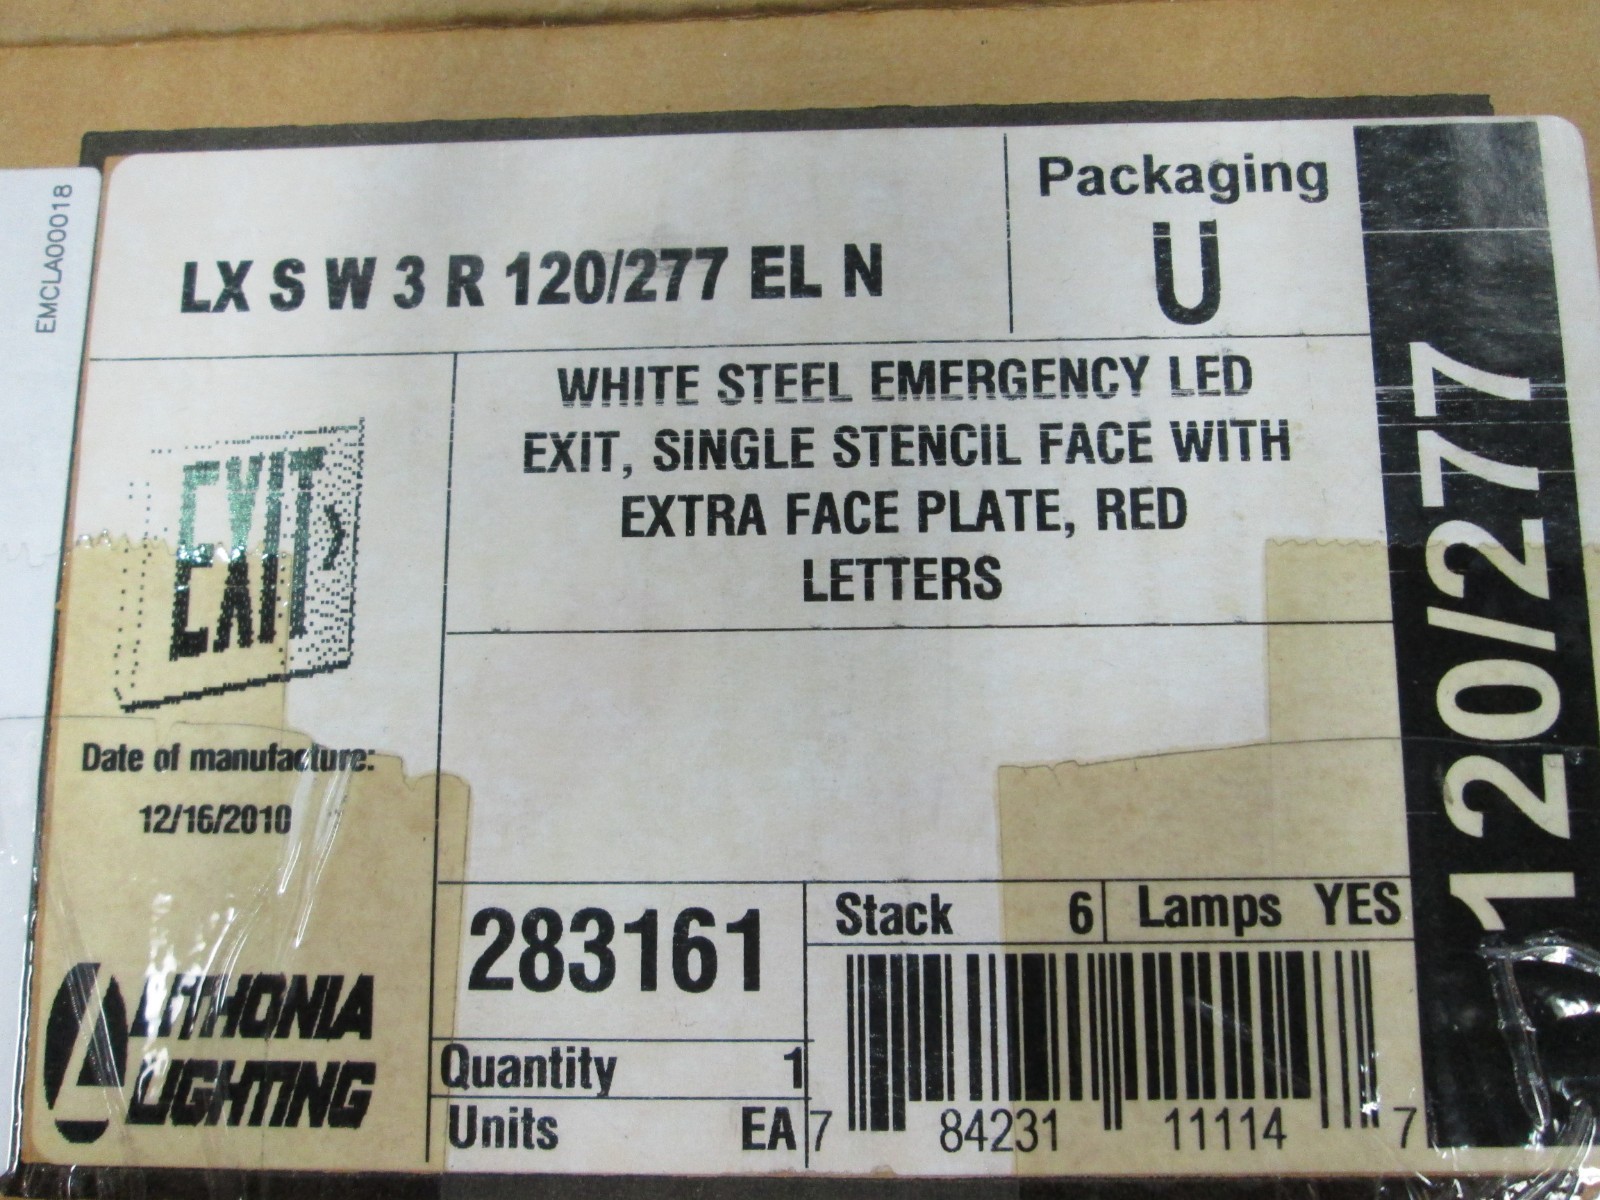 EMCLA00018
LX S W 3 R 120/277 EL N
Packaging
U
WHITE STEEL EMERGENCY LED
EXIT, SINGLE STENCIL FACE WITH
EXTRA FACE PLATE, RED
LETTERS
EXIT
EXIT
120/277
Date of manufacture:
12/16/2010
LITHONIA
LIGHTING
283161
Stack 6
Lamps YES
Quantity 1
Units EA
7 84231 11114 7